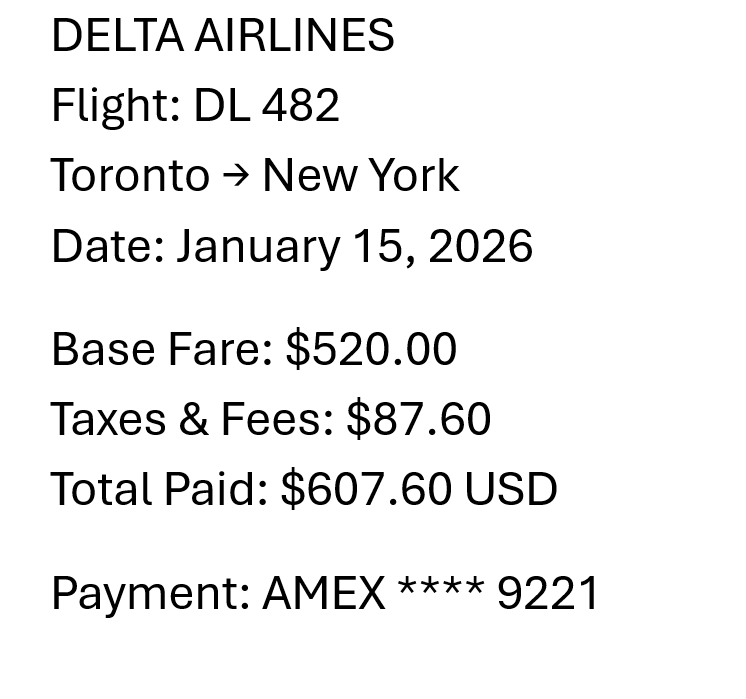 DELTA AIRLINES
Flight: DL 482
Toronto → New York
Date: January 15, 2026
Base Fare: $520.00
Taxes & Fees: $87.60
Total Paid: $607.60 USD
Payment: AMEX **** 9221